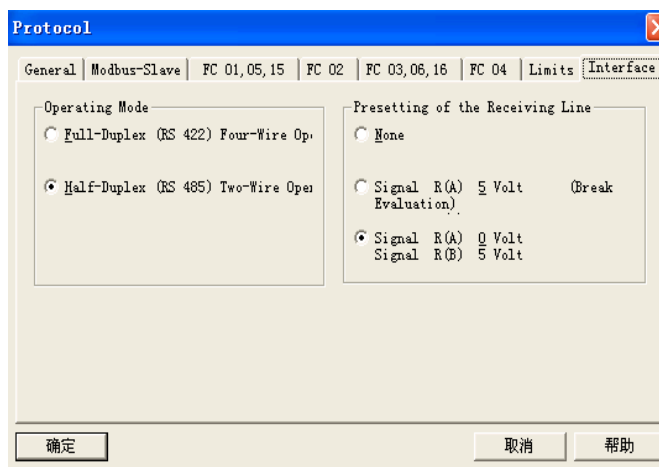 Protocol
General Modbus-Slave FC 01,05,15 FC 02 FC 03,06,16 FC 04 Limits Interface
Operating Mode
Full-Duplex (RS 422) Four-Wire Op
Half-Duplex (RS 485) Two-Wire Oper
Presetting of the Receiving Line
None
Signal R(A) 5 Volt (Break
Evaluation)
Signal R(A) 0 Volt
Signal R(B) 5 Volt
确定 取消 帮助